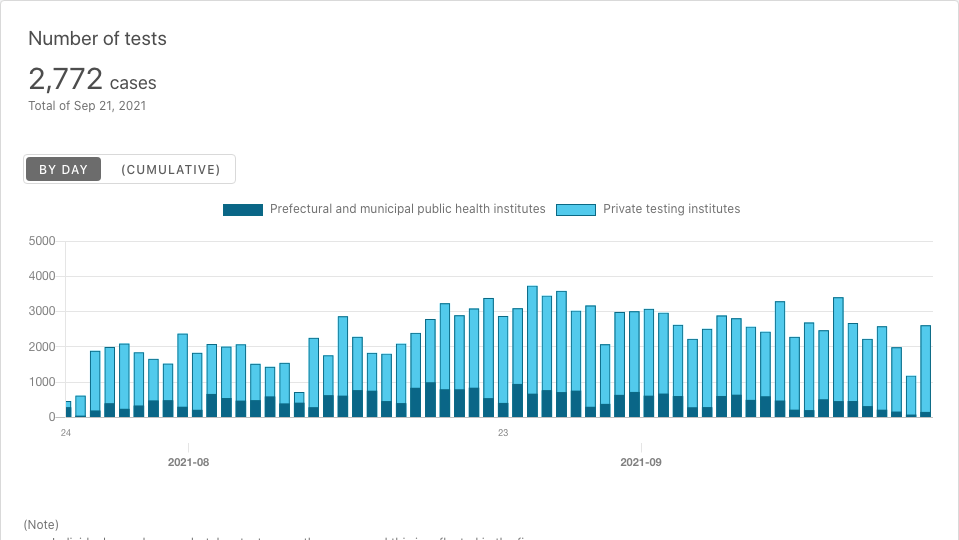 Number of tests
2,772 cases
Total of Sep 21, 2021
BY DAY (CUMULATIVE)
Prefectural and municipal public health institutes Private testing institutes
5000
4000
3000
2000
1000
0
24 23
2021-08 2021-09
(Note)